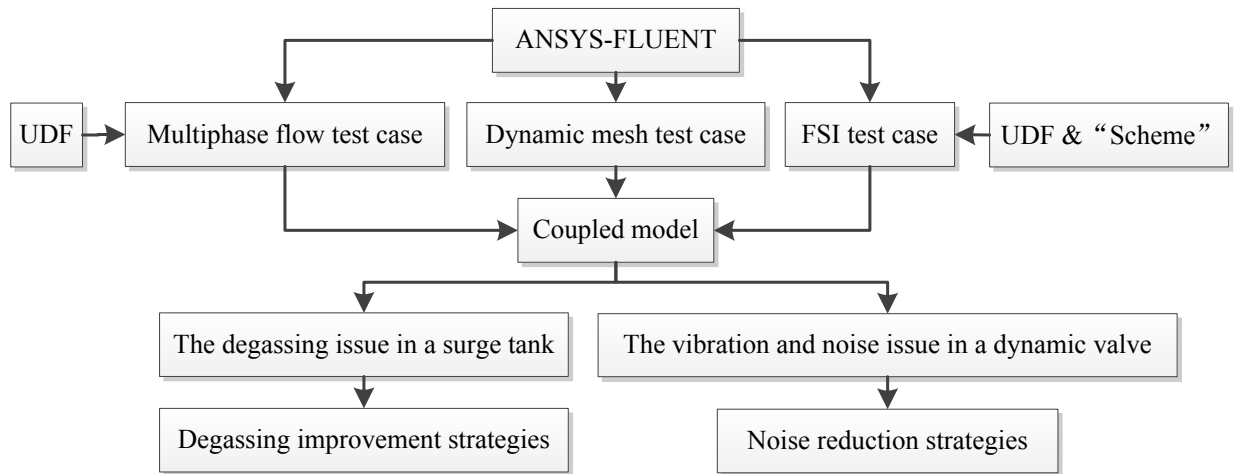 ANSYS-FLUENT
UDF
Multiphase flow test case
Dynamic mesh test case
FSI test case
UDF & “Scheme”
Coupled model
The degassing issue in a surge tank
The vibration and noise issue in a dynamic valve
Degassing improvement strategies
Noise reduction strategies